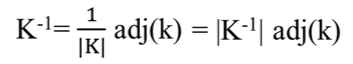 K⁻¹= 1/|K| adj(k) = |K⁻¹| adj(k)